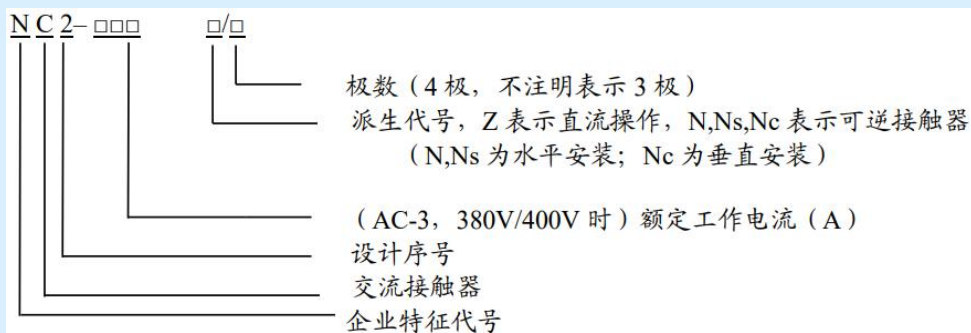 NC2-□□□ □/□
极数（4极，不注明表示3极）
派生代号，Z表示直流操作，N,Ns,Nc表示可逆接触器
（N,Ns为水平安装；Nc为垂直安装）
（AC-3，380V/400V时）额定工作电流（A）
设计序号
交流接触器
企业特征代号